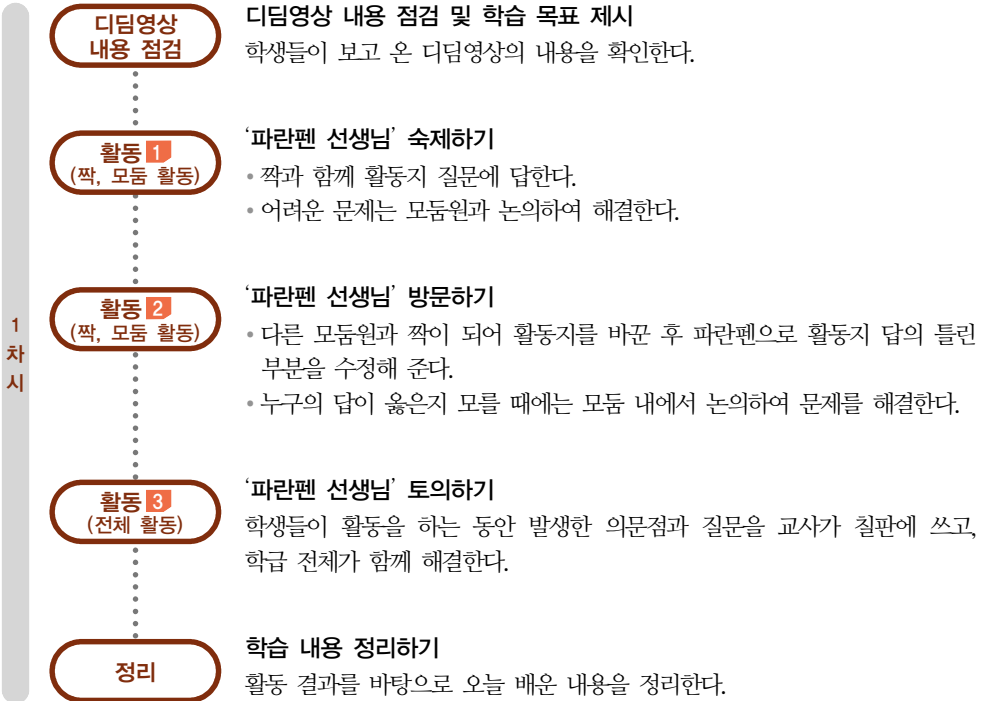 1
차
시
디딤영상
내용 점검
디딤영상 내용 점검 및 학습 목표 제시
학생들이 보고 온 디딤영상의 내용을 확인한다.
활동 1
(짝, 모둠 활동)
‘파란펜 선생님’ 숙제하기
• 짝과 함께 활동지 질문에 답한다.
• 어려운 문제는 모둠원과 논의하여 해결한다.
활동 2
(짝, 모둠 활동)
‘파란펜 선생님’ 방문하기
• 다른 모둠원과 짝이 되어 활동지를 바꾼 후 파란펜으로 활동지 답의 틀린
부분을 수정해 준다.
• 누구의 답이 옳은지 모를 때에는 모둠 내에서 논의하여 문제를 해결한다.
활동 3
(전체 활동)
‘파란펜 선생님’ 토의하기
학생들이 활동을 하는 동안 발생한 의문점과 질문을 교사가 칠판에 쓰고,
학급 전체가 함께 해결한다.
정리
학습 내용 정리하기
활동 결과를 바탕으로 오늘 배운 내용을 정리한다.